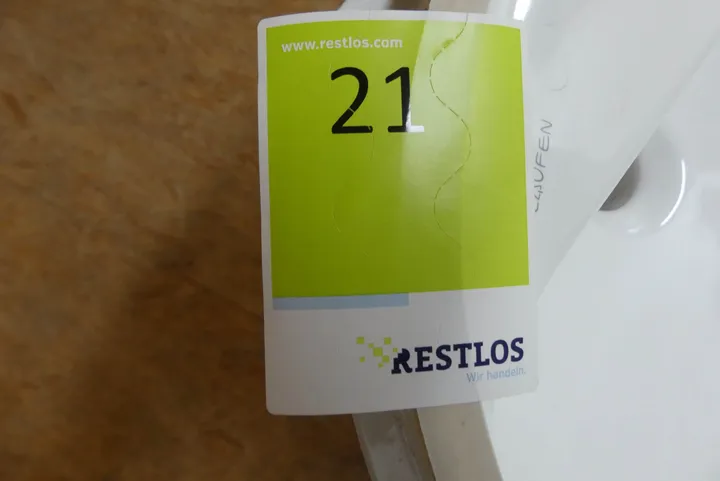 www.restlos.com
21
LAUFEN
RESTLOS
Wir handeln.